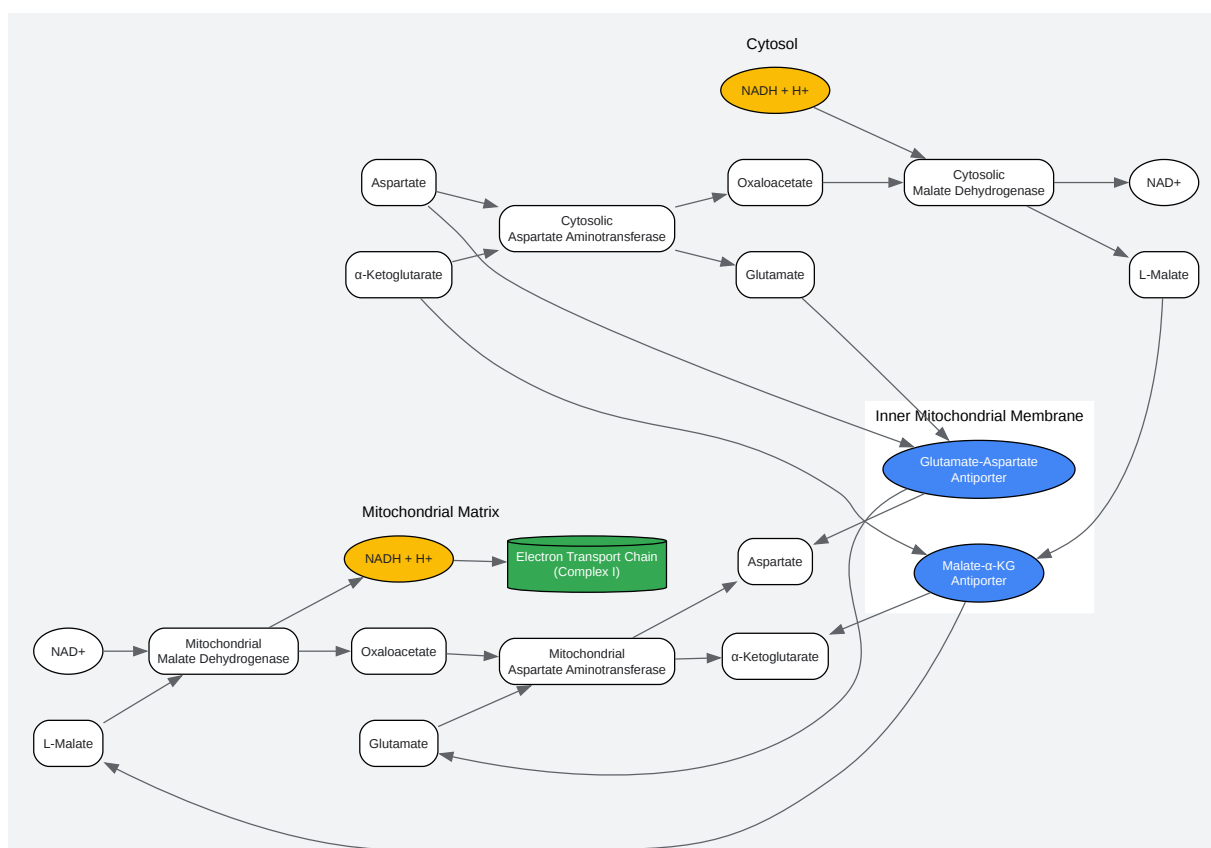 Cytosol
NADH + H+
Aspartate
Oxaloacetate
Cytosolic
Malate Dehydrogenase
NAD+
Cytosolic
Aspartate Aminotransferase
α-Ketoglutarate
Glutamate
L-Malate
Inner Mitochondrial Membrane
Glutamate-Aspartate
Antiporter
Malate-α-KG
Antiporter
Mitochondrial Matrix
NADH + H+
Electron Transport Chain
(Complex I)
Aspartate
NAD+
Mitochondrial
Malate Dehydrogenase
Oxaloacetate
Mitochondrial
Aspartate Aminotransferase
α-Ketoglutarate
L-Malate
Glutamate